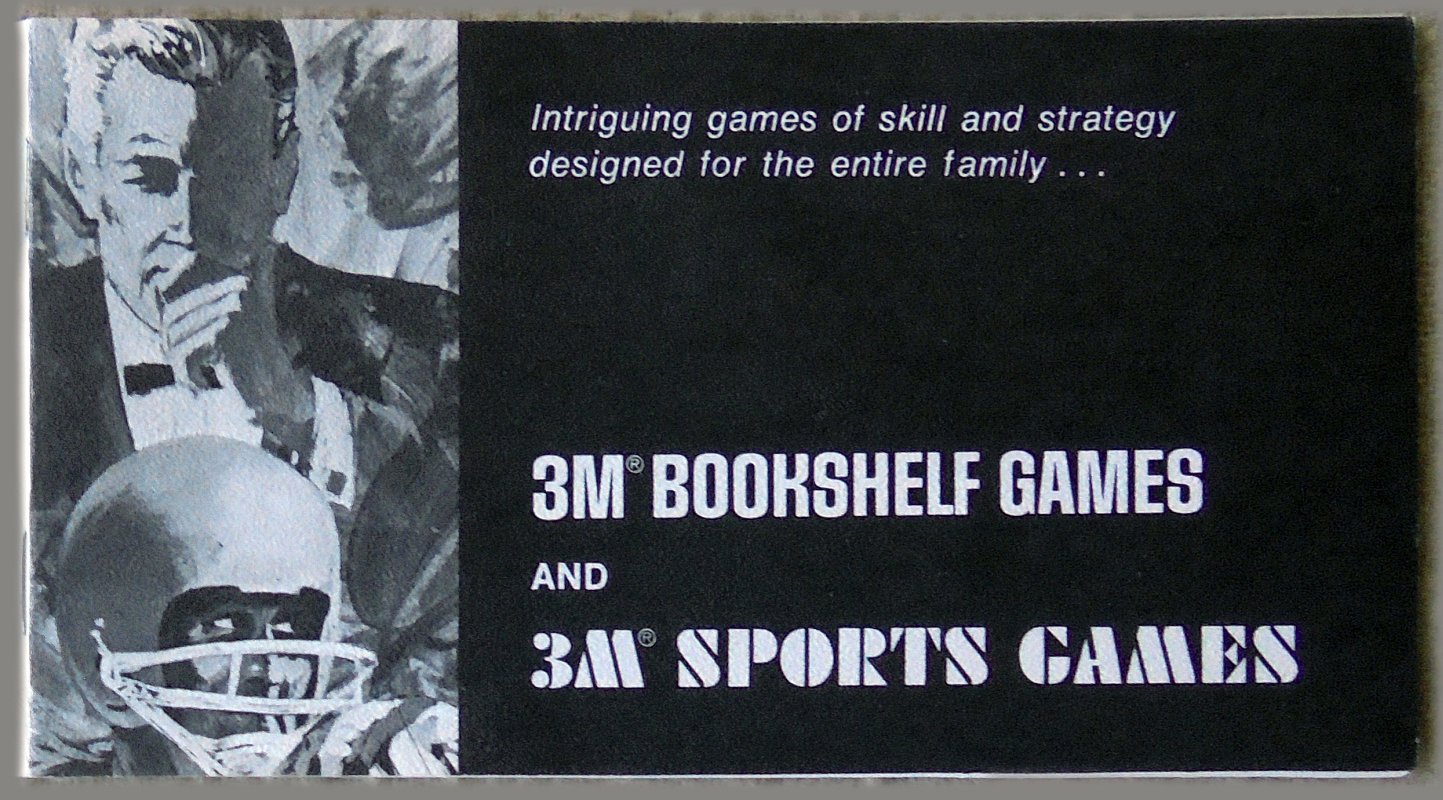 Intriguing games of skill and strategy
designed for the entire family . . .
3M® BOOKSHELF GAMES
AND
3M® SPORTS GAMES